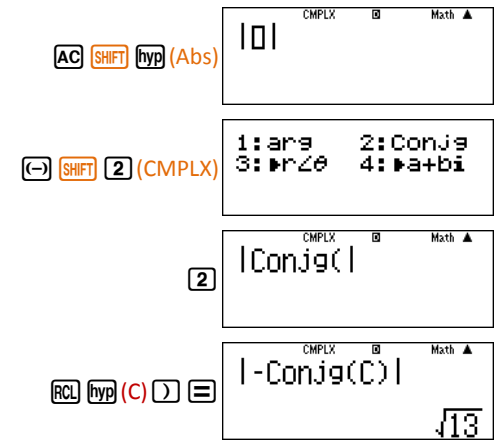 CMPLX D Math ▲
AC SHIFT hyp (Abs) |▯|
1:arg 2:Conjg
(−) SHIFT 2 (CMPLX) 3:▶r∠θ 4:▶a+bi
CMPLX D Math ▲
2 |Conjg(|
CMPLX D Math ▲
RCL hyp (C) ) = |-Conjg(C)|
√13